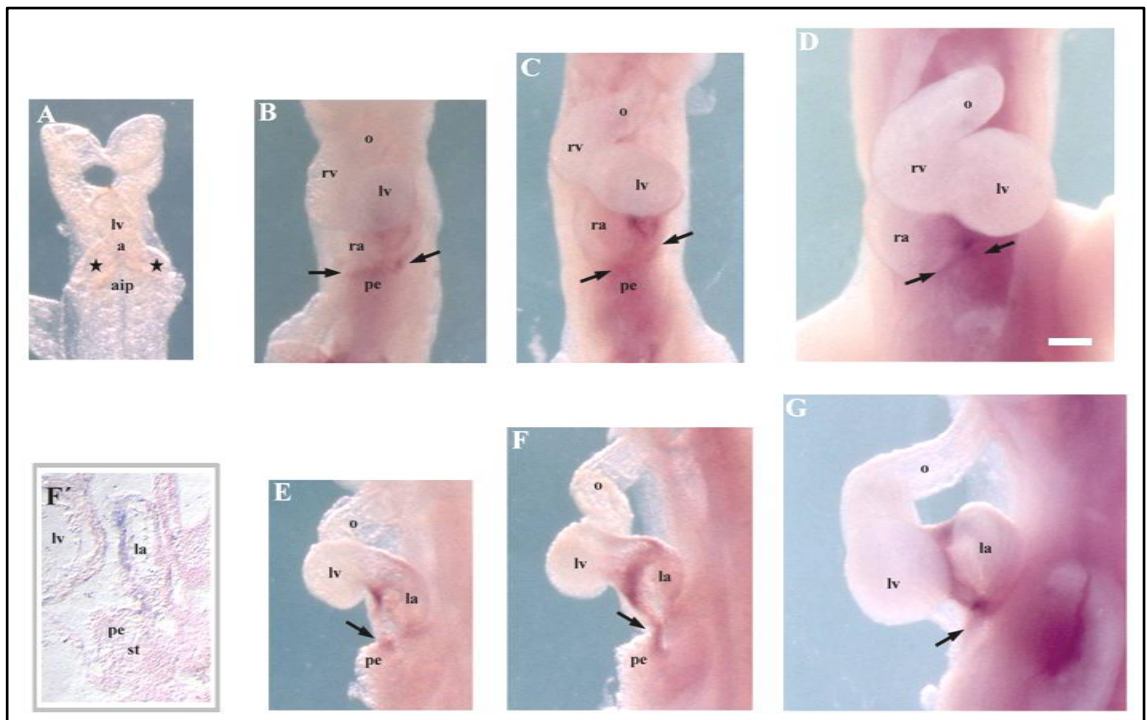 A
lv
a
★ ★
aip
B
o
rv
lv
ra
pe
C
o
rv
lv
ra
pe
D
o
rv
lv
ra
F´
lv
la
pe
st
E
o
lv
la
pe
F
o
lv
la
pe
G
o
la
lv